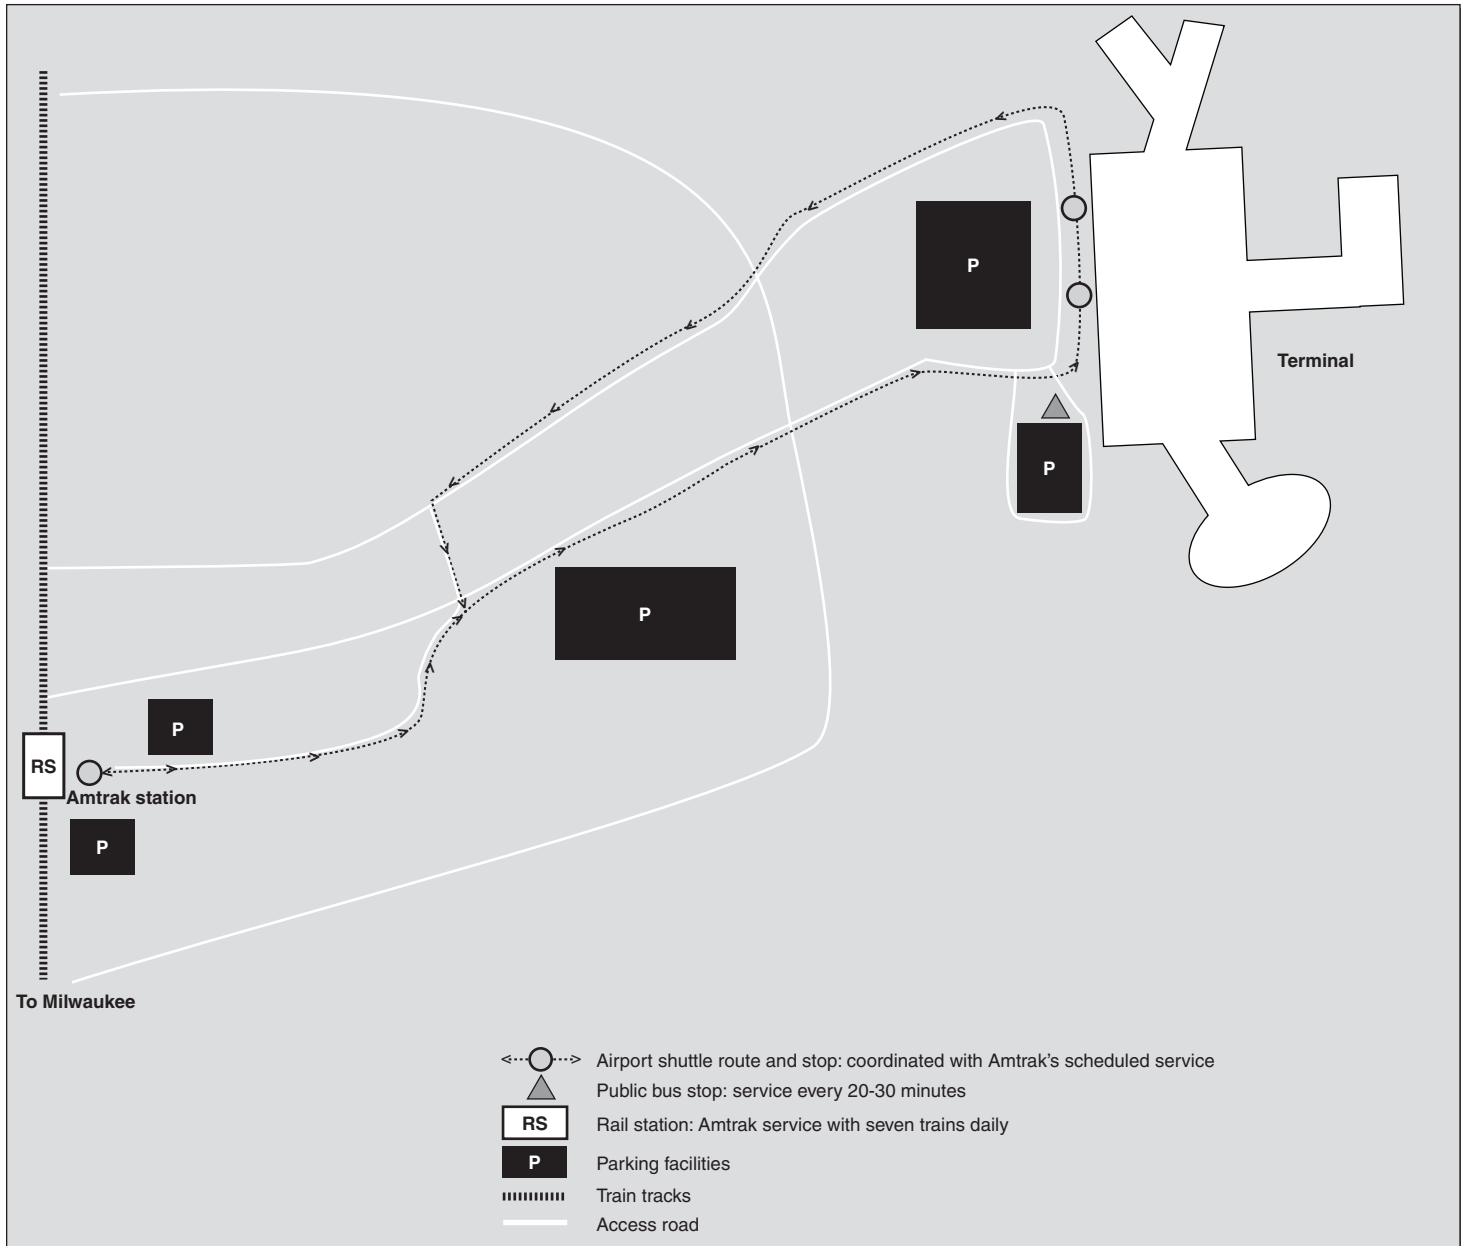 P
P
Terminal
P
P
P
RS
Amtrak station
P
To Milwaukee
Airport shuttle route and stop: coordinated with Amtrak's scheduled service
Public bus stop: service every 20-30 minutes
RS Rail station: Amtrak service with seven trains daily
P Parking facilities
Train tracks
Access road